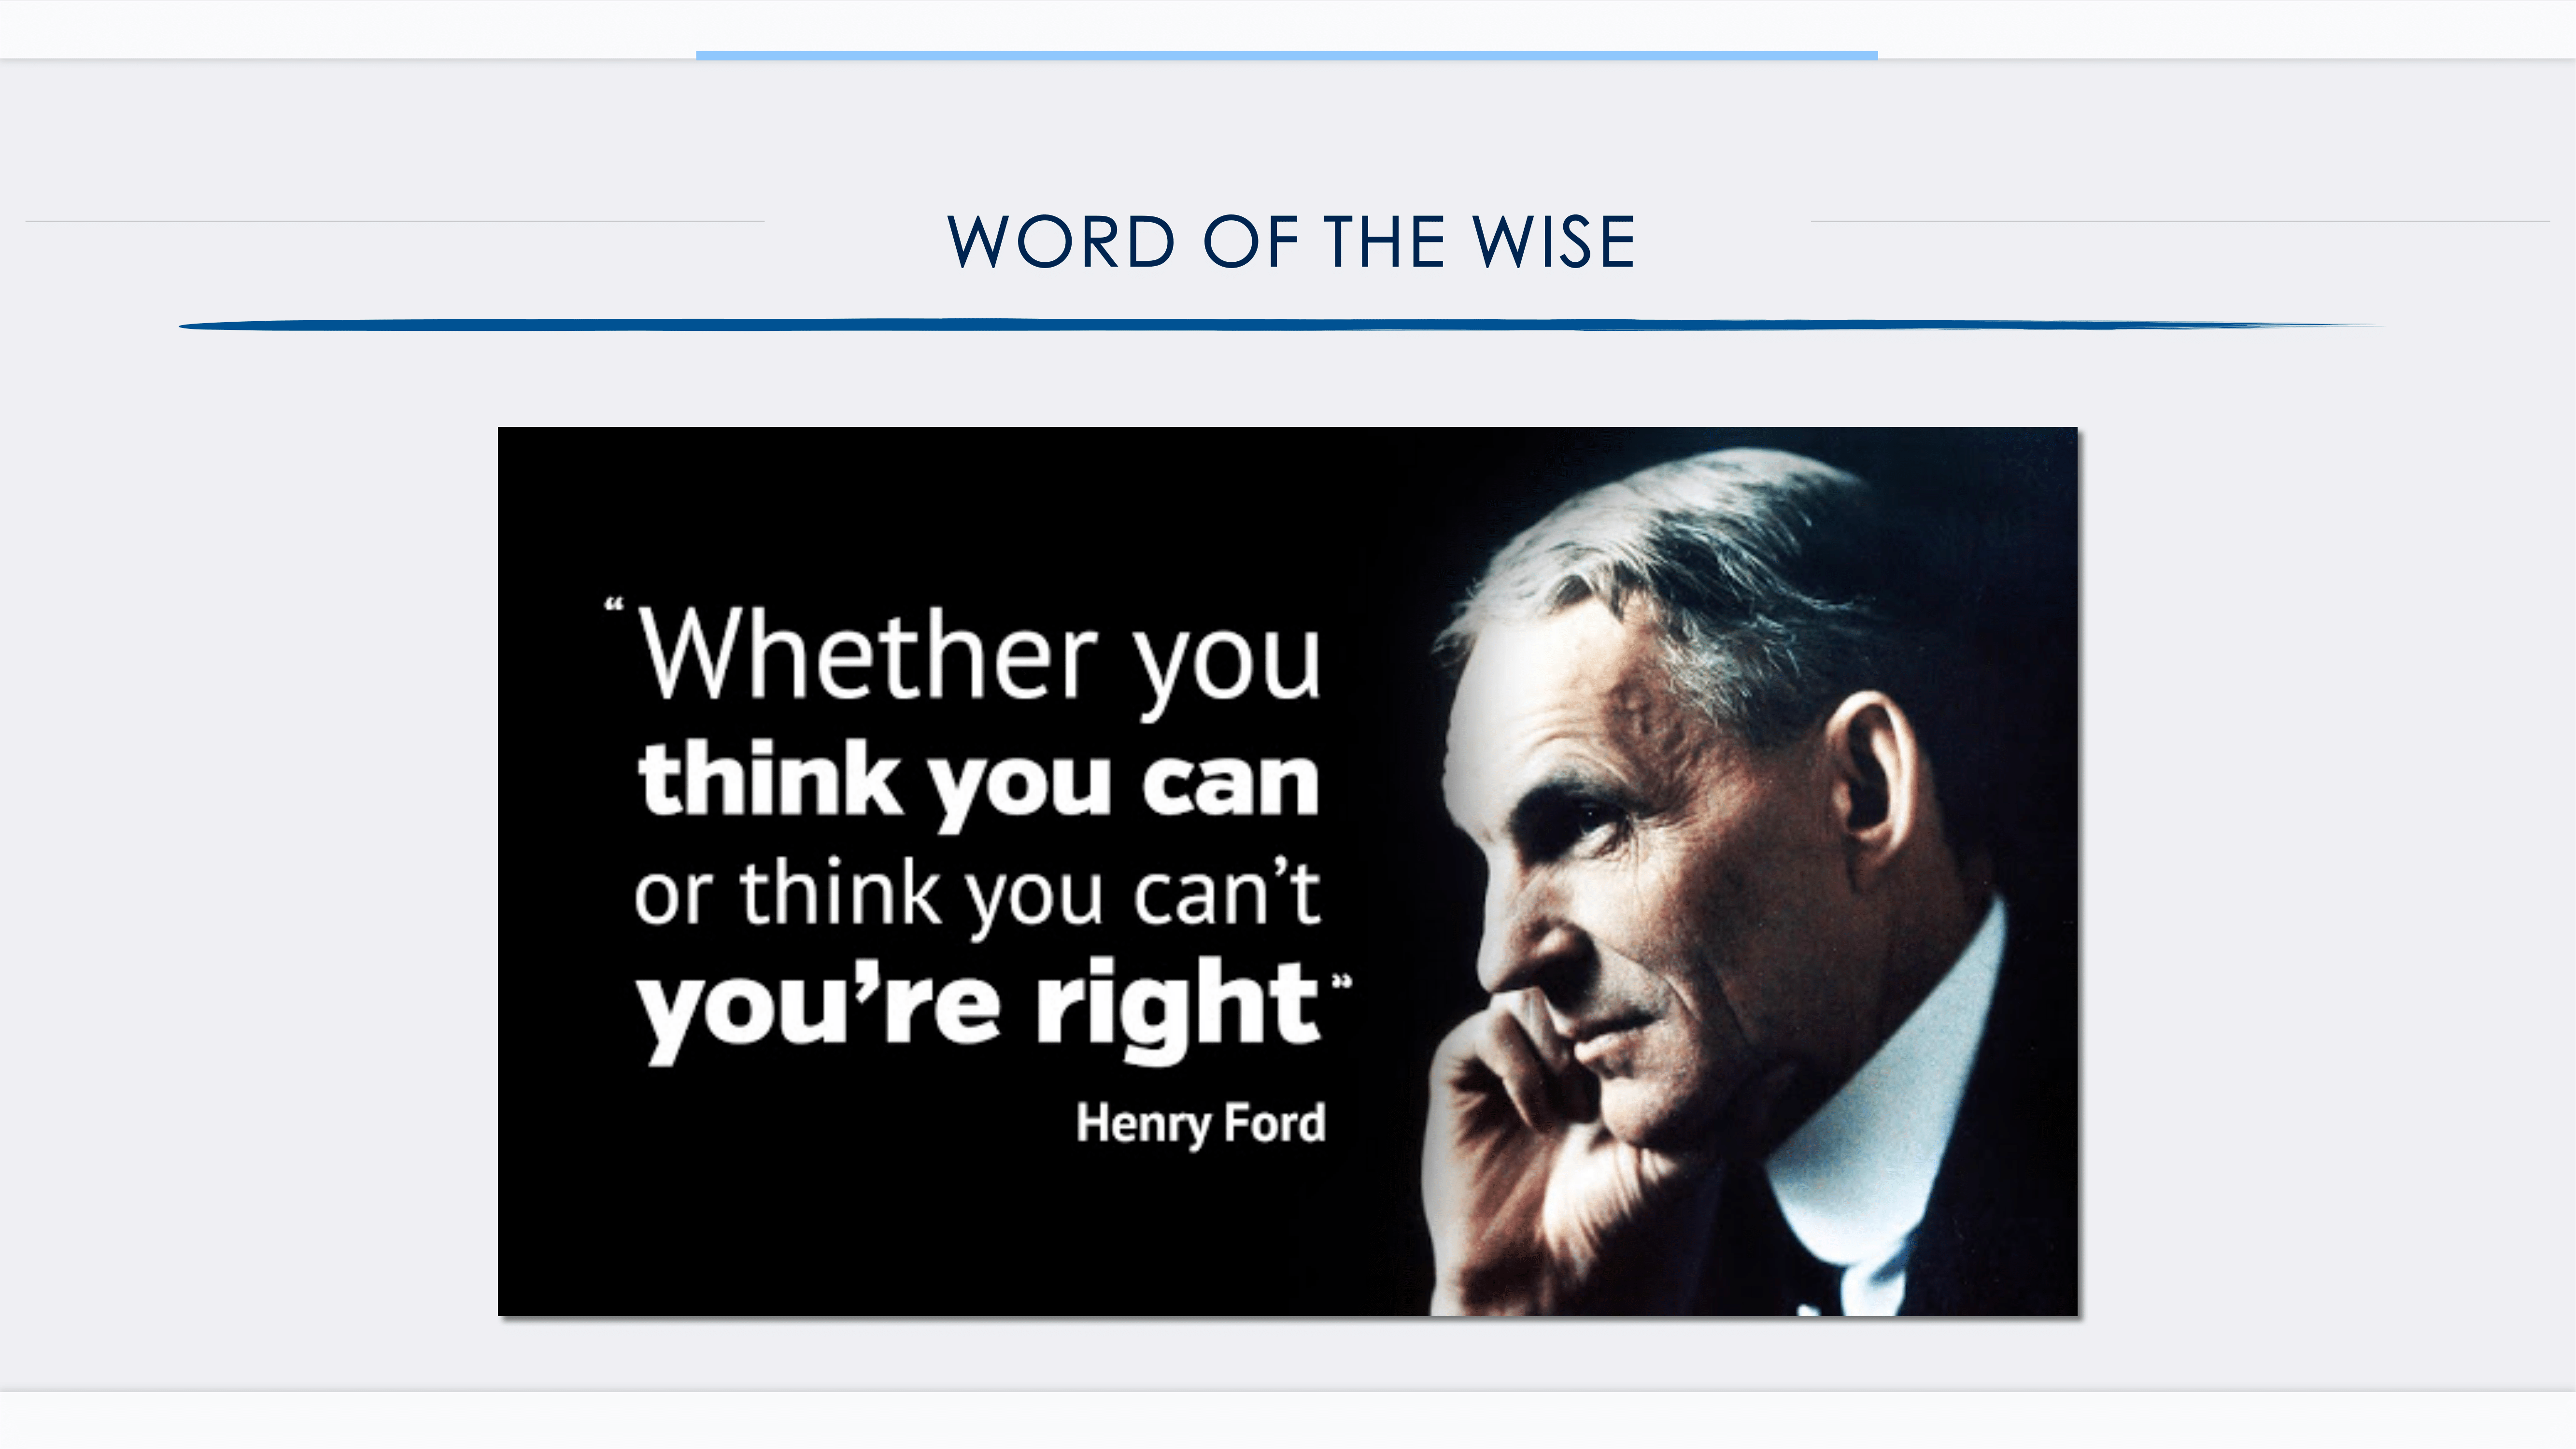 WORD OF THE WISE
“Whether you
think you can
or think you can’t
you’re right”
Henry Ford